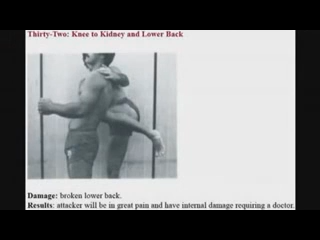 Thirty-Two: Knee to Kidney and Lower Back
Damage: broken lower back.
Results: attacker will be in great pain and have internal damage requiring a doctor.